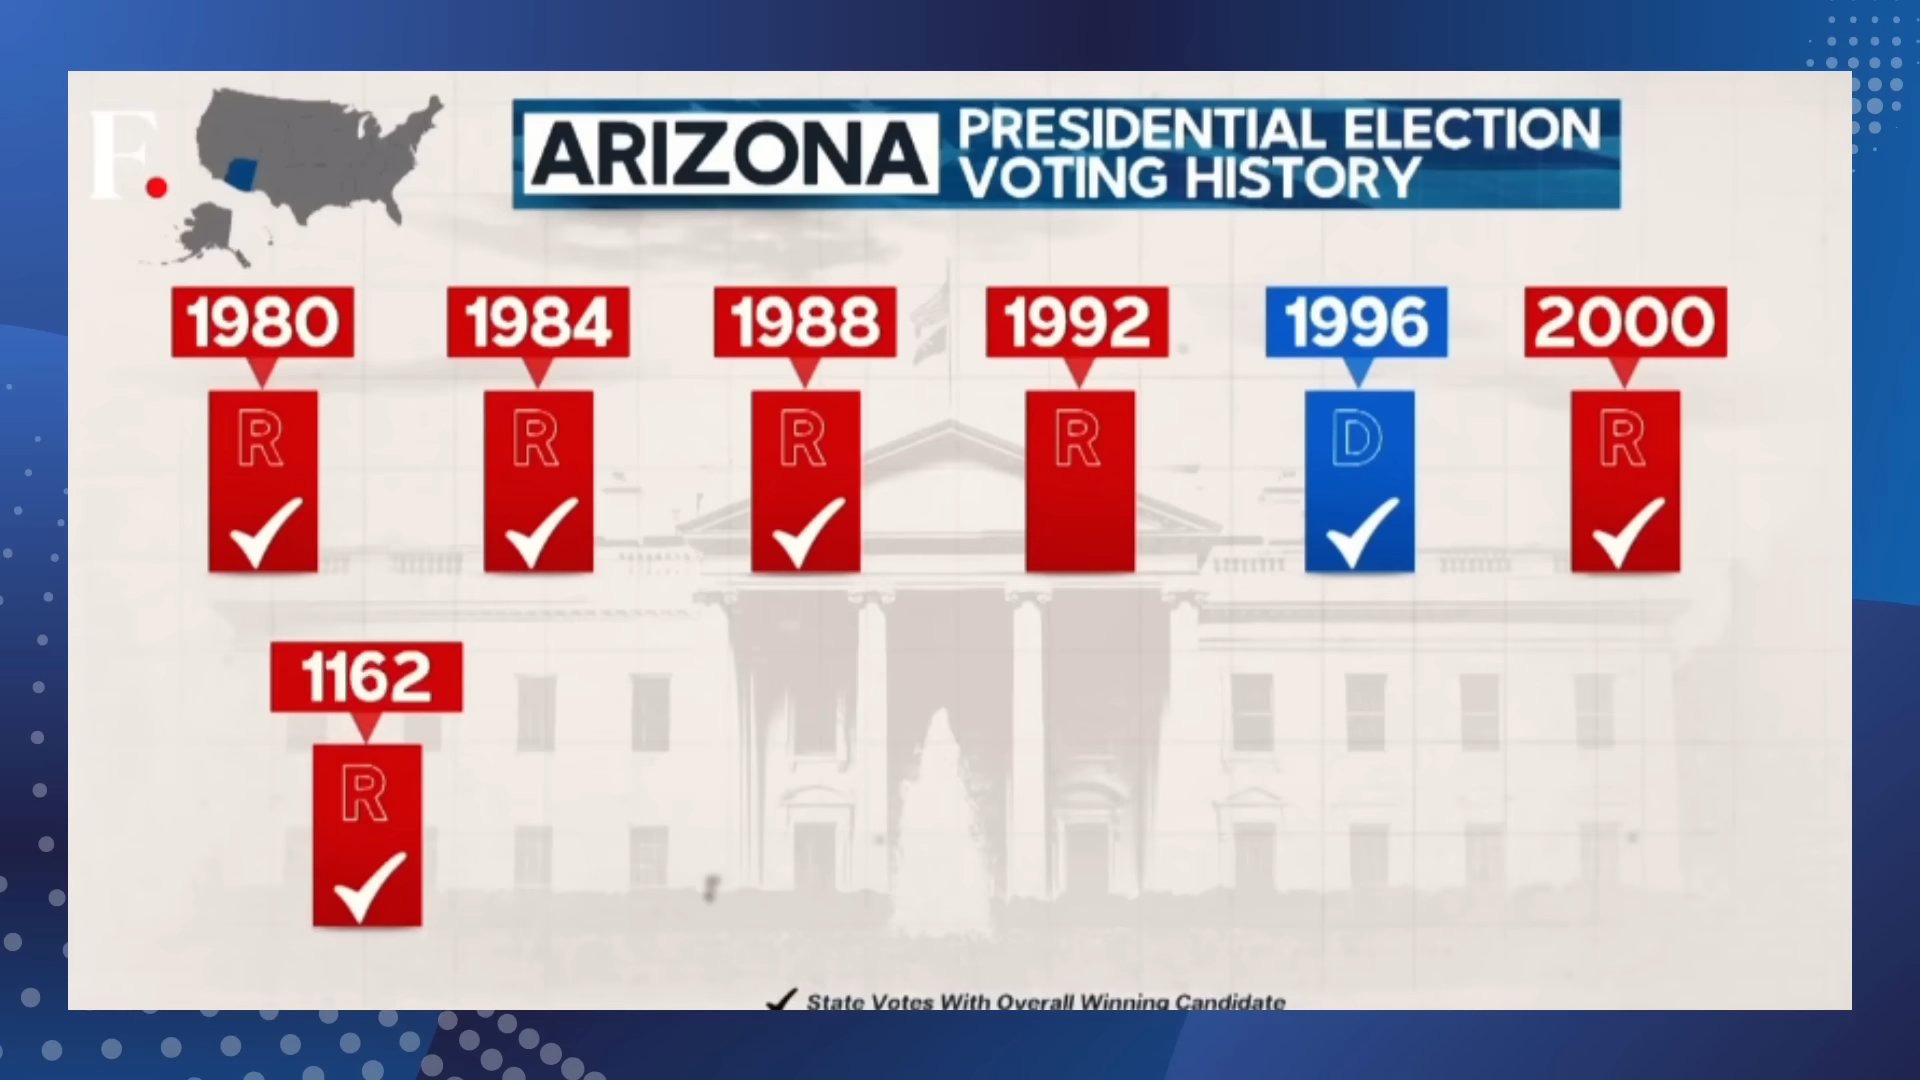 F.
ARIZONA
PRESIDENTIAL ELECTION
VOTING HISTORY
1980
1984
1988
1992
1996
2000
R
R
R
R
D
R
1162
R
State Votes With Overall Winning Candidate